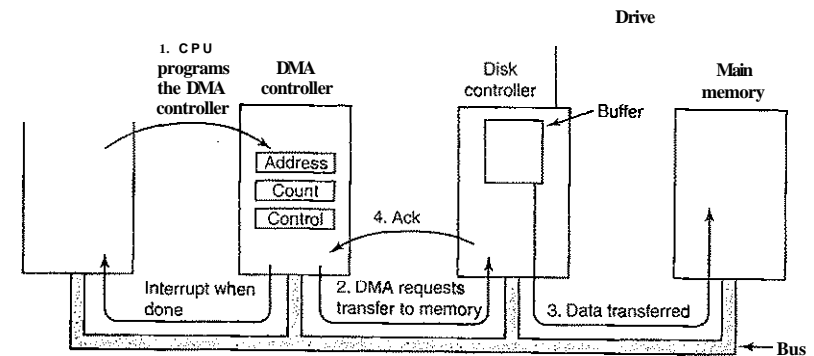 Drive
1. CPU
programs
the DMA
controller
DMA
controller
Disk
controller
Main
memory
Buffer
Address
Count
Control
4. Ack
Interrupt when
done
2. DMA requests
transfer to memory
3. Data transferred
Bus